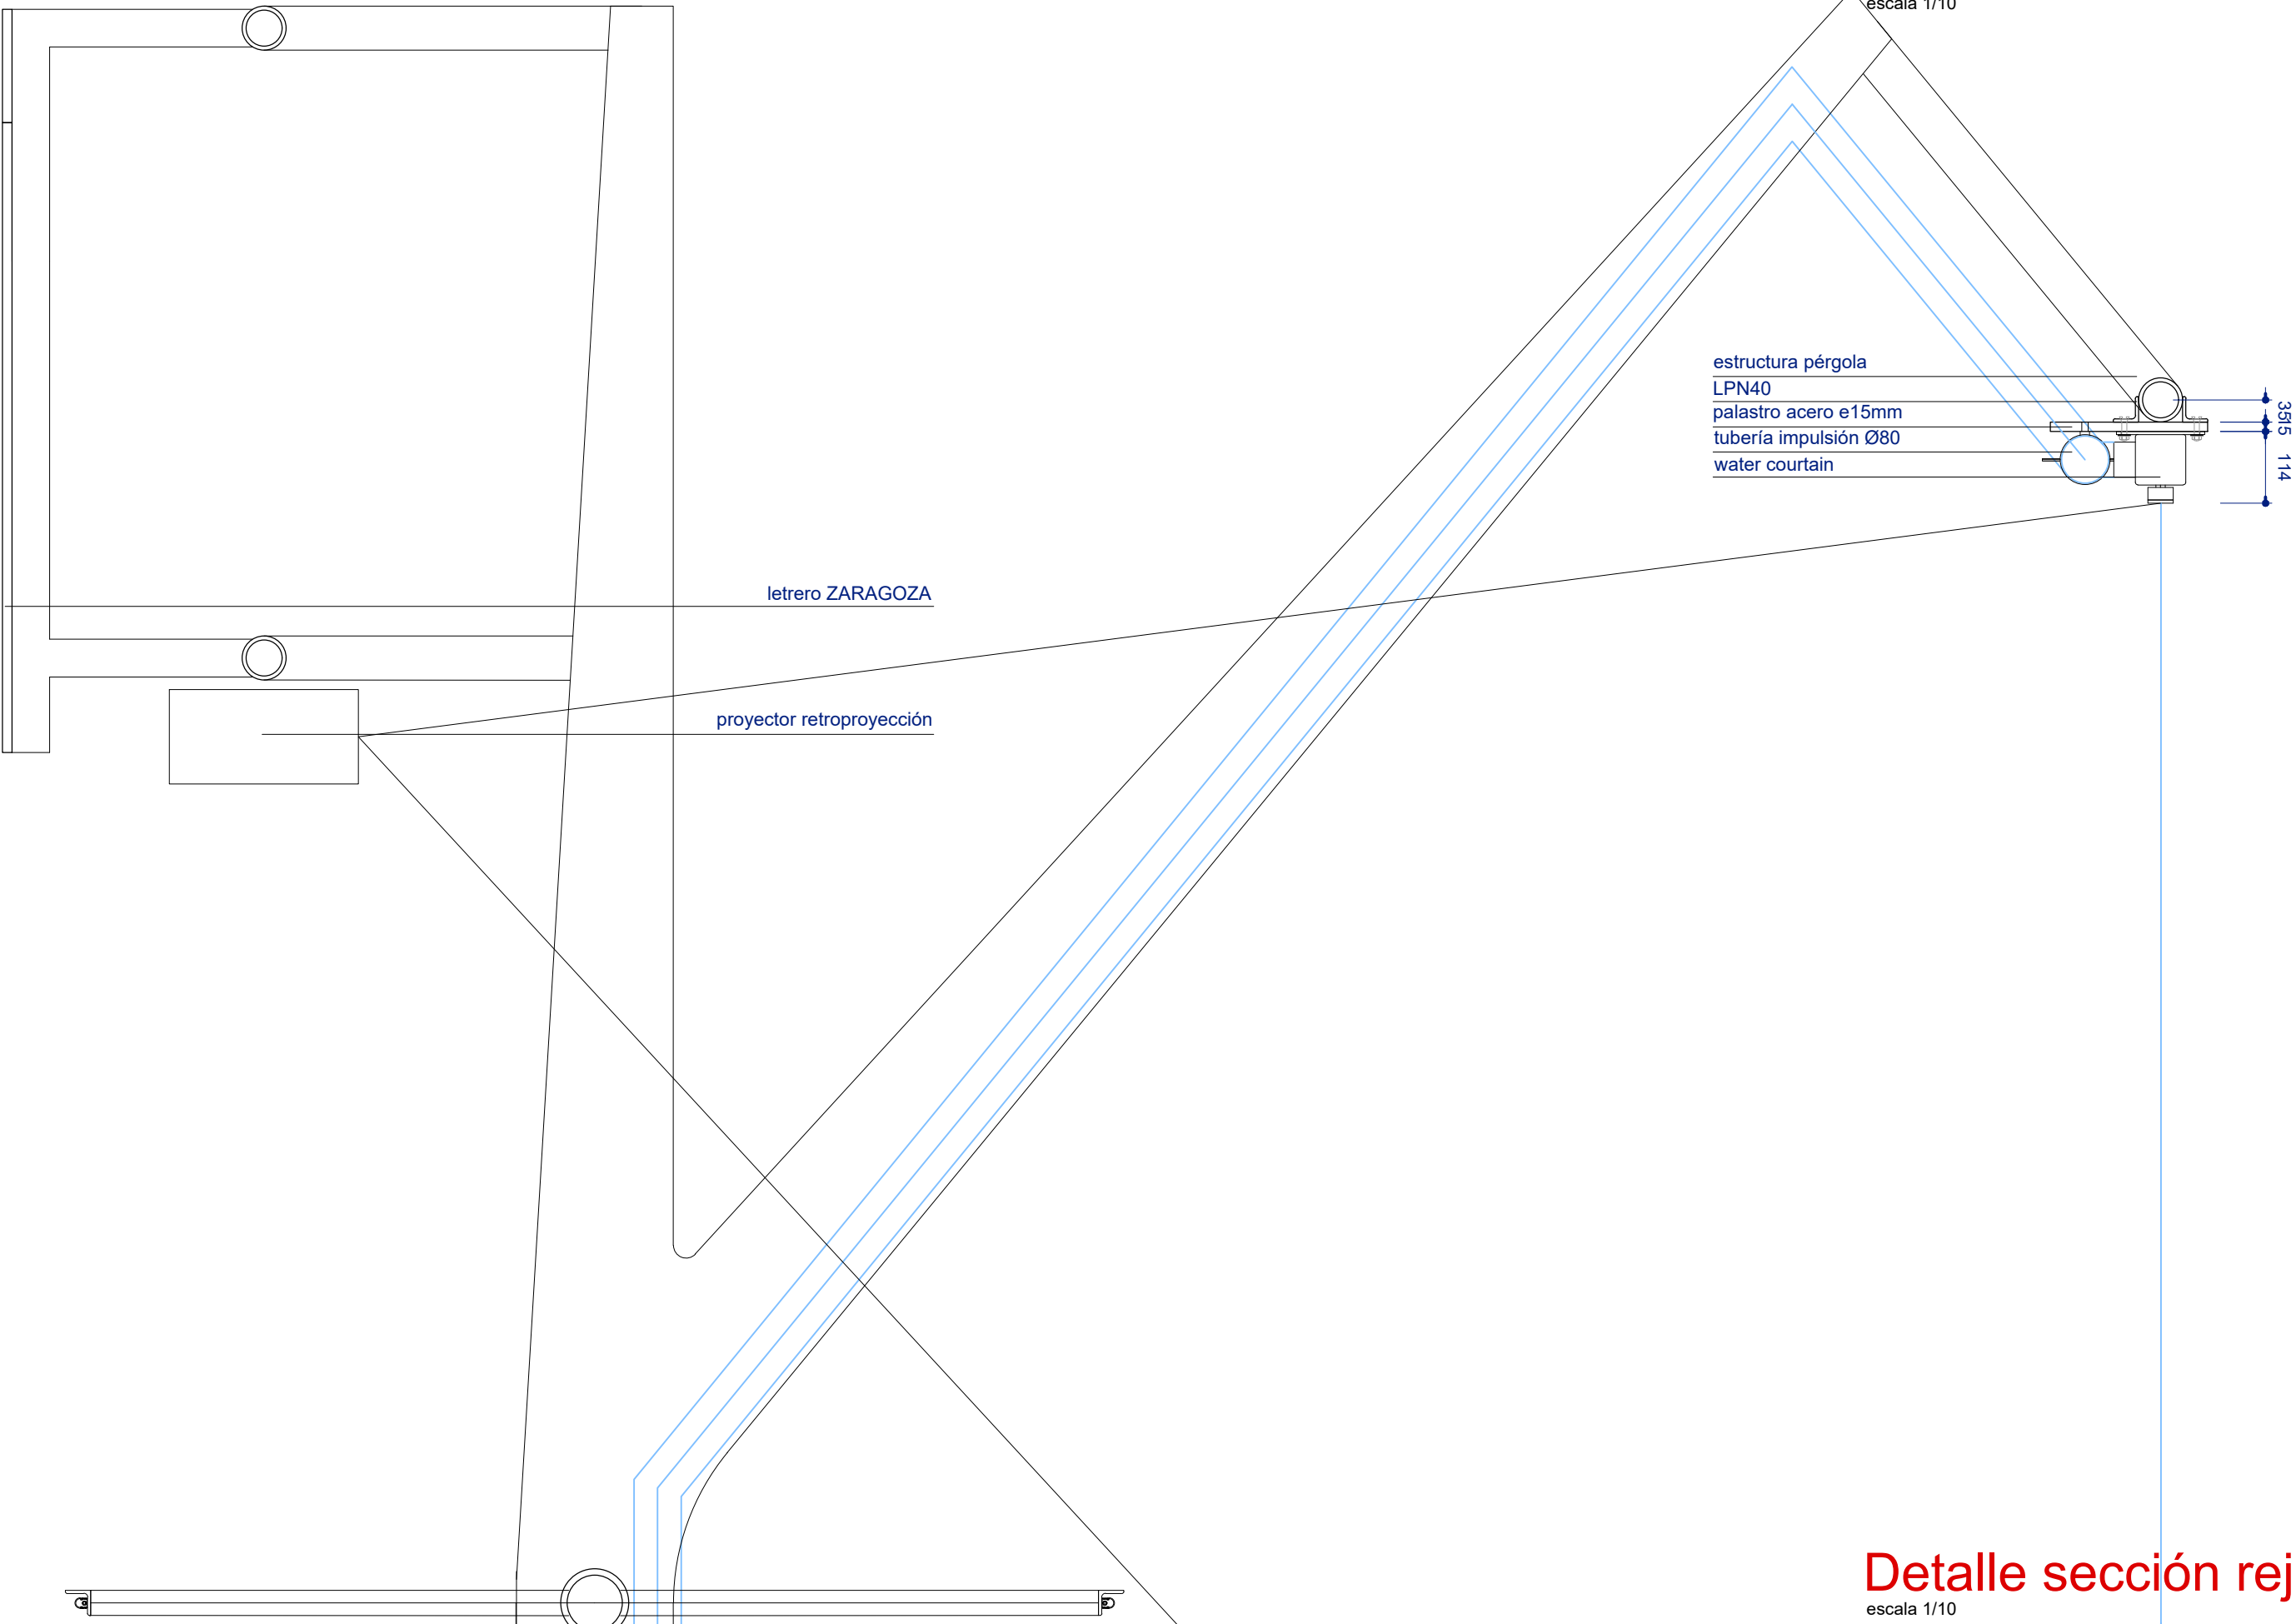 escala 1/10
estructura pérgola
LPN40
palastro acero e15mm
tubería impulsión Ø80
water courtain
35
15
114
letrero ZARAGOZA
proyector retroproyección
Detalle sección rej
escala 1/10